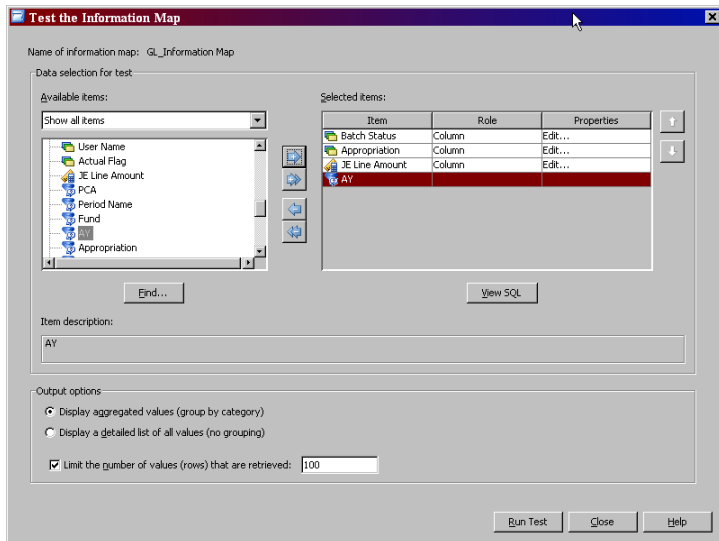 Test the Information Map
Name of information map: GL_Information Map
Data selection for test
Available items:
Show all items
User Name
Actual Flag
JE Line Amount
PCA
Period Name
Fund
AY
Appropriation
Find...
Selected items:
Item Role Properties
Batch Status Column Edit...
Appropriation Column Edit...
JE Line Amount Column Edit...
AY
View SQL
Item description:
AY
Output options
Display aggregated values (group by category)
Display a detailed list of all values (no grouping)
Limit the number of values (rows) that are retrieved: 100
Run Test Close Help